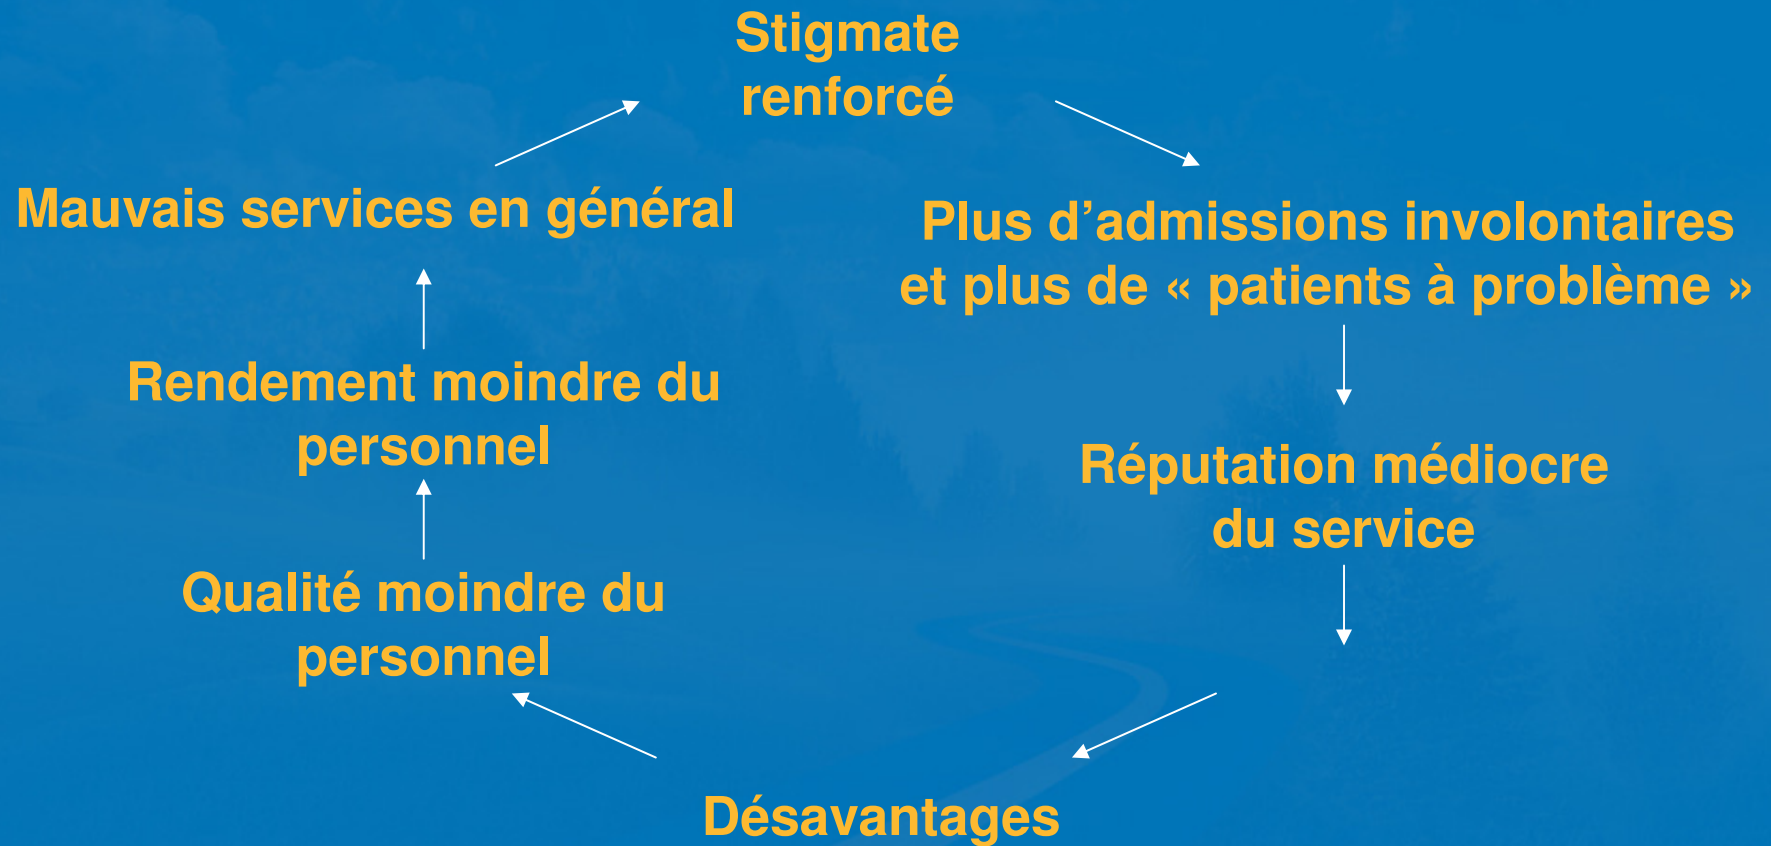 Stigmate
renforcé
Mauvais services en général
Plus d’admissions involontaires
et plus de « patients à problème »
Rendement moindre du
personnel
Réputation médiocre
du service
Qualité moindre du
personnel
Désavantages